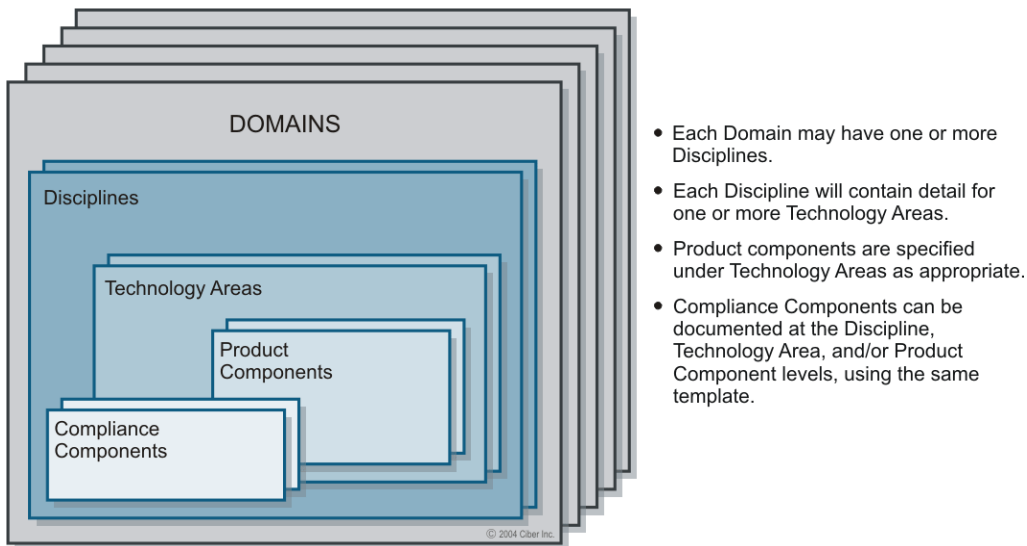 DOMAINS
Disciplines
Technology Areas
Product
Components
Compliance
Components
© 2004 Ciber Inc.
• Each Domain may have one or more
Disciplines.
• Each Discipline will contain detail for
one or more Technology Areas.
• Product components are specified
under Technology Areas as appropriate.
• Compliance Components can be
documented at the Discipline,
Technology Area, and/or Product
Component levels, using the same
template.